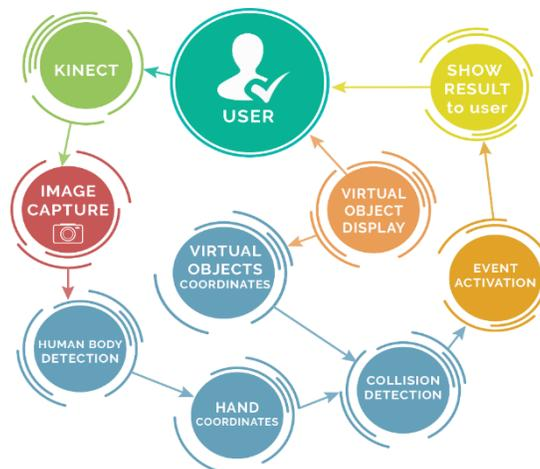 KINECT
USER
SHOW
RESULT
to user
IMAGE
CAPTURE
VIRTUAL
OBJECT
DISPLAY
VIRTUAL
OBJECTS
COORDINATES
EVENT
ACTIVATION
HUMAN BODY
DETECTION
HAND
COORDINATES
COLLISION
DETECTION